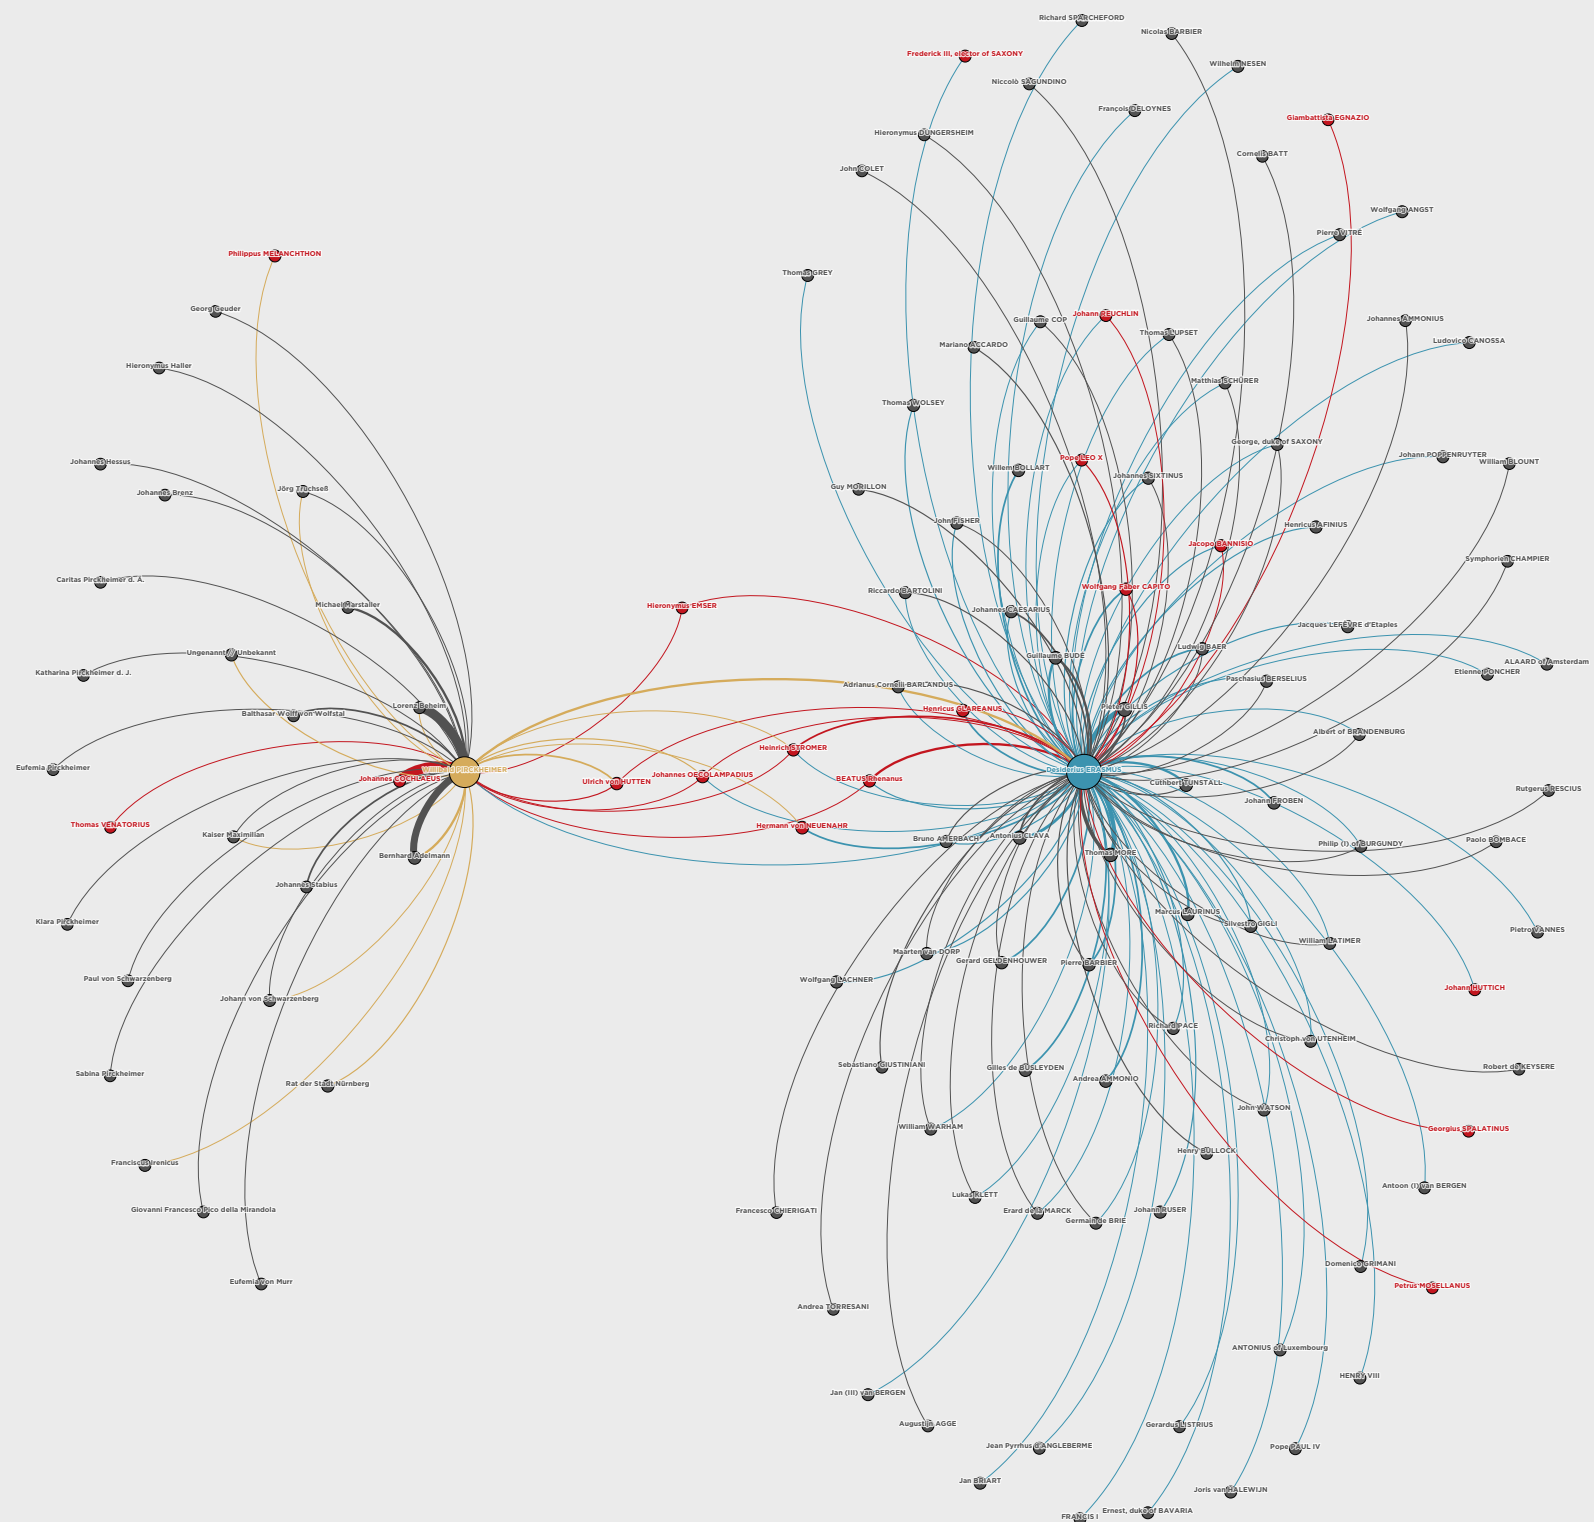 Richard SPARCHEFORD
Nicolas BARBIER
Frederick III, elector of SAXONY
Wilhelm NESEN
Niccolò SAGUNDINO
François DELOYNES
Giambattista EGNAZIO
Hieronymus DUNGERSHEIM
Cornelis BATT
John COLET
Wolfgang ANGST
Pierre VITRÉ
Philippus MELANCHTHON
Thomas GREY
Georg Geuder
Guillaume COP
Johann REUCHLIN
Johannes AMMONIUS
Thomas LUPSET
Ludovico CANOSSA
Mariano ACCARDO
Hieronymus Haller
Matthias SCHÜRER
Thomas WOLSEY
George, duke of SAXONY
Johann POPPENRUYTER
Pope LEO X
Johannes Hessus
William BLOUNT
Willem BOLLART
Johannes SIXTINUS
Guy MORILLON
Jörg Truchseß
Johannes Brenz
John FISHER
Henricus AFINIUS
Jacopo BANNISIO
Symphorien CHAMPIER
Caritas Pirckheimer d. Ä.
Wolfgang Faber CAPITO
Riccardo BARTOLINI
Michael Marstaller
Hieronymus EMSER
Johannes CAESARIUS
Jacques LEFÈVRE d'Etaples
Ludwig BAER
Ungenannt // Unbekannt
Guillaume BUDÉ
ALAARD of Amsterdam
Katharina Pirckheimer d. J.
Etienne PONCHER
Paschasius BERSELIUS
Adrianus Cornelii BARLANDUS
Lorenz Beheim
Pieter GILLIS
Henricus GLAREANUS
Balthasar Wolff von Wolfstal
Albert of BRANDENBURG
Heinrich STROMER
Eufemia Pirckheimer
Willibald PIRCKHEIMER
Desiderius ERASMUS
Johannes COCHLAEUS
Ulrich von HUTTEN
Johannes OECOLAMPADIUS
BEATUS Rhenanus
Cuthbert TUNSTALL
Rutgerus RESCIUS
Johann FROBEN
Thomas VENATORIUS
Hermann von NEUENAHR
Kaiser Maximilian
Bruno AMERBACH
Antonius CLAVA
Philip (I) of BURGUNDY
Paolo BOMBACE
Bernhard Adelmann
Thomas MORE
Johannes Stabius
Marcus LAURINUS
Klara Pirckheimer
Silvestro GIGLI
Pietro VANNES
William LATIMER
Maarten van DORP
Gerard GELDENHOUWER
Pierre BARBIER
Paul von Schwarzenberg
Wolfgang LACHNER
Johann HUTTICH
Johann von Schwarzenberg
Richard PACE
Christoph von UTENHEIM
Sebastiano GIUSTINIANI
Gilles de BUSLEYDEN
Robert de KEYSERE
Sabina Pirckheimer
Andrea AMMONIO
Rat der Stadt Nürnberg
John WATSON
William WARHAM
Georgius SPALATINUS
Henry BULLOCK
Franciscus Irenicus
Antoon (I) van BERGEN
Lukas KLETT
Giovanni Francesco Pico della Mirandola
Francesco CHIERIGATI
Erard de la MARCK
Johann RUSER
Germain de BRIE
Domenico GRIMANI
Eufemia von Murr
Petrus MOSELLANUS
Andrea TORRESANI
ANTONIUS of Luxembourg
HENRY VIII
Jan (III) van BERGEN
Augustijn AGGE
Gerardus LISTRIUS
Jean Pyrrhus d'ANGLEBERME
Pope PAUL IV
Jan BRIART
Joris van HALEWIJN
Ernest, duke of BAVARIA
FRANCIS I